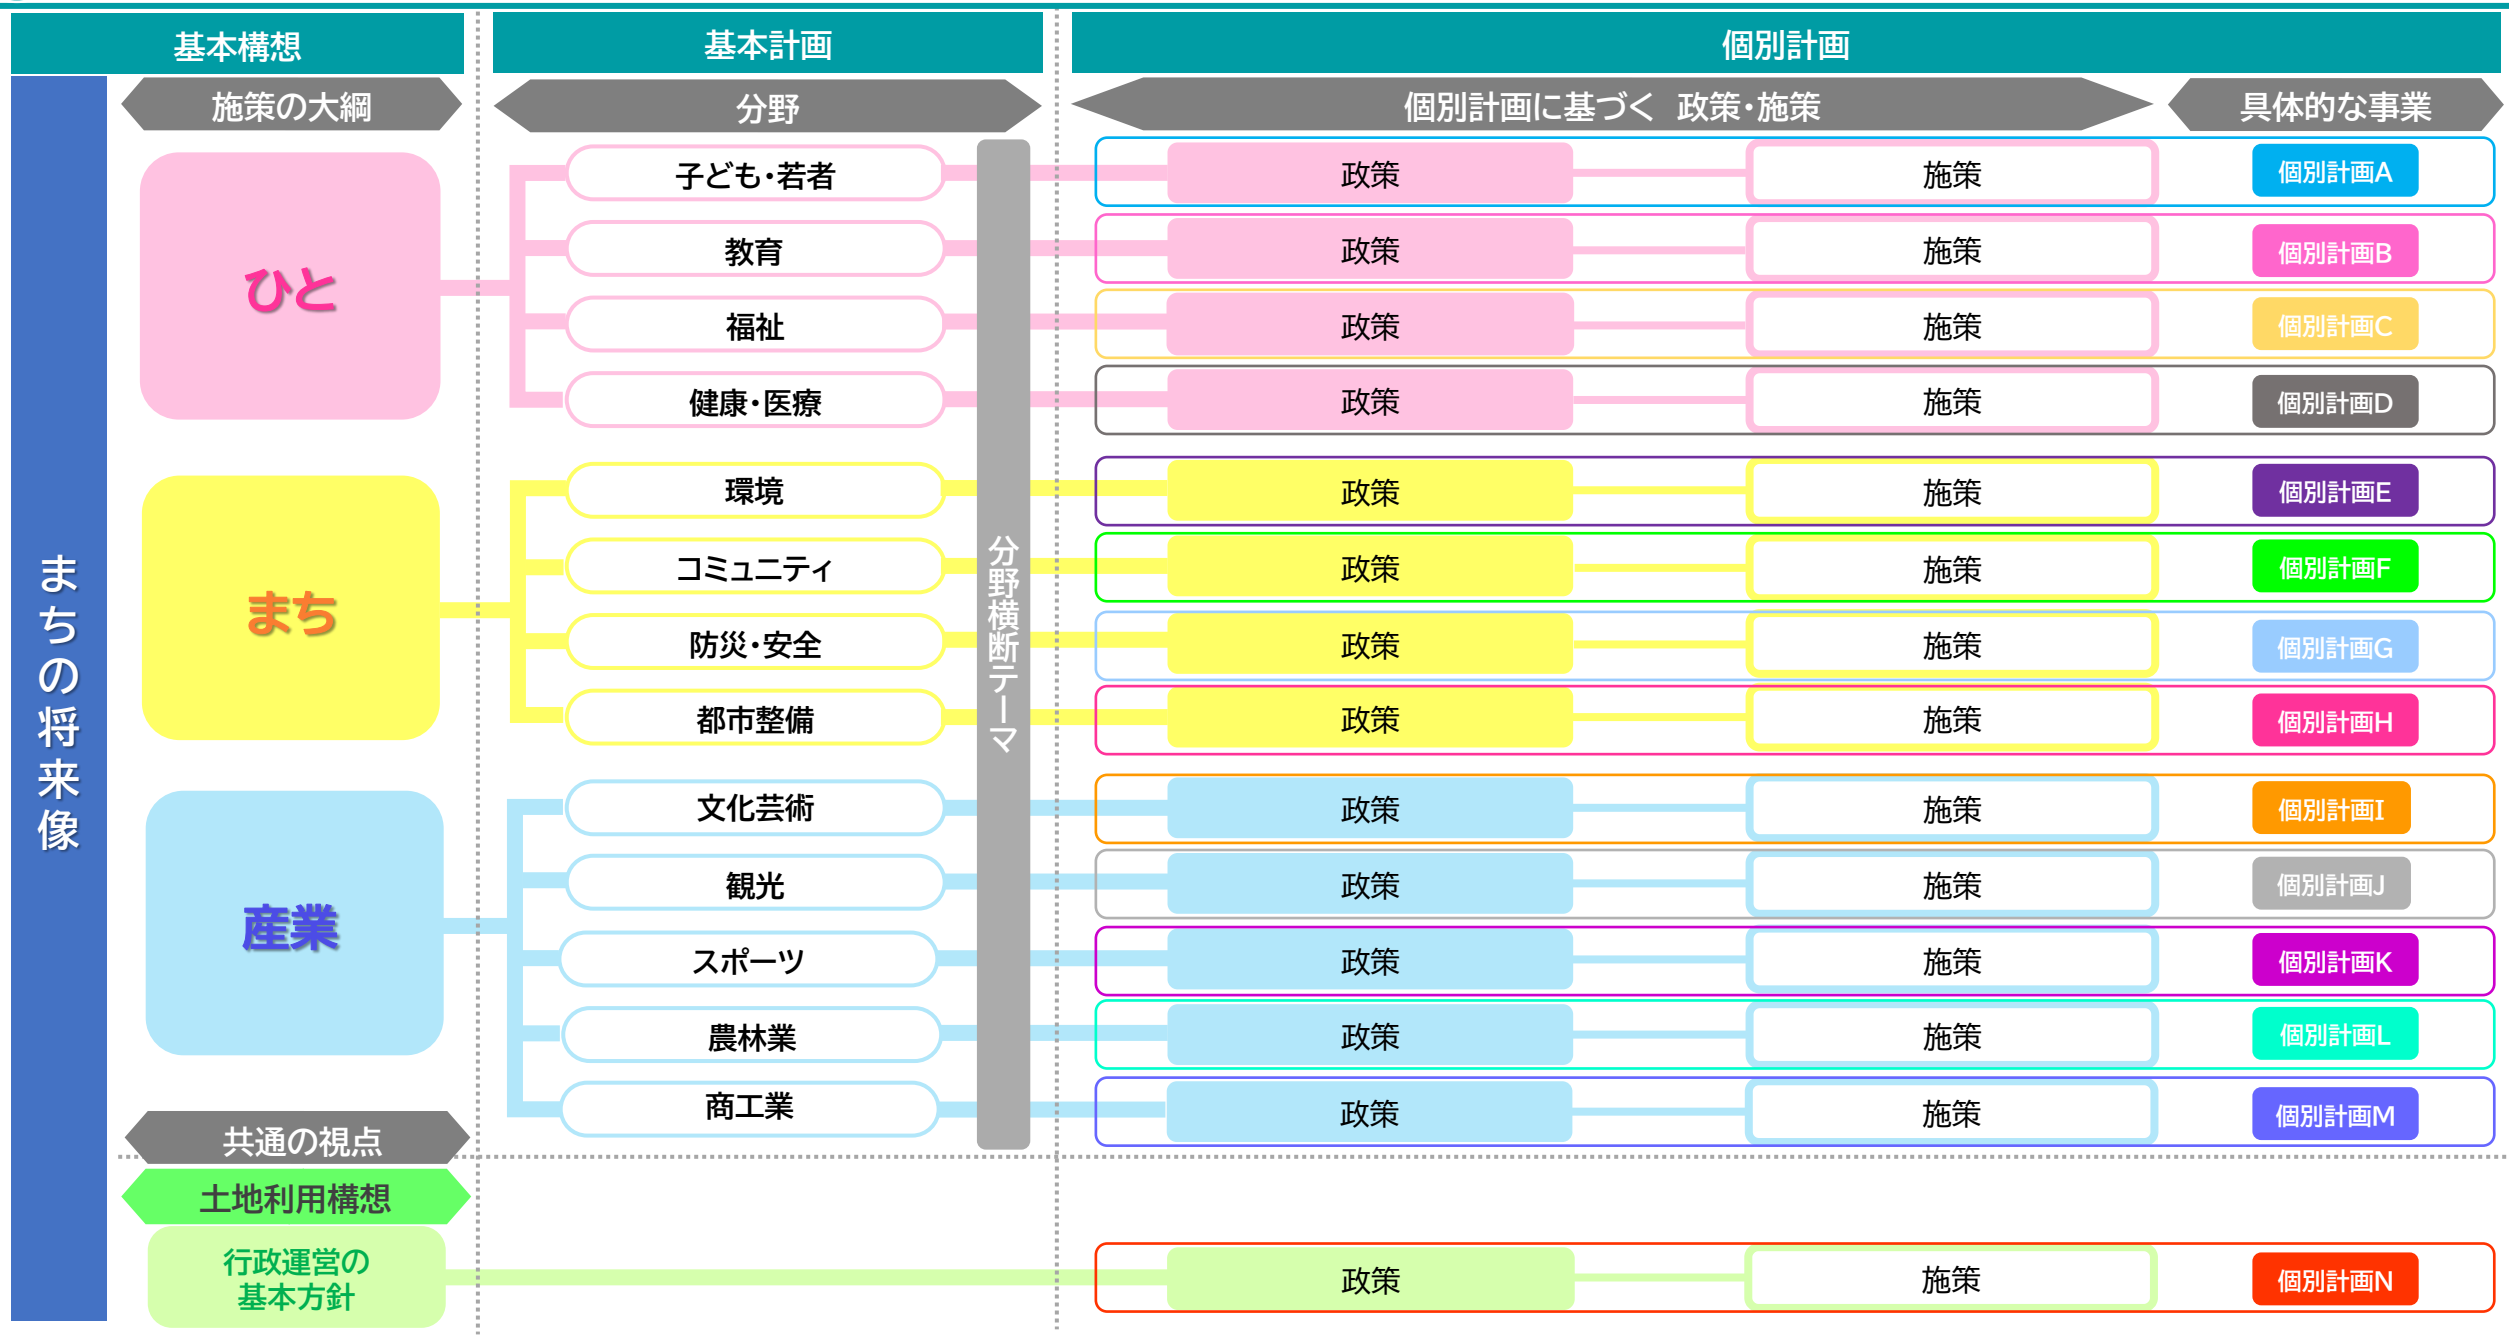 基本構想
基本計画
個別計画
施策の大綱
分野
個別計画に基づく 政策・施策
具体的な事業
まちの将来像
ひと
子ども・若者
政策
施策
個別計画A
教育
政策
施策
個別計画B
福祉
政策
施策
個別計画C
健康・医療
政策
施策
個別計画D
分野横断テーマ
まち
環境
政策
施策
個別計画E
コミュニティ
政策
施策
個別計画F
防災・安全
政策
施策
個別計画G
都市整備
政策
施策
個別計画H
産業
文化芸術
政策
施策
個別計画I
観光
政策
施策
個別計画J
スポーツ
政策
施策
個別計画K
農林業
政策
施策
個別計画L
商工業
政策
施策
個別計画M
共通の視点
土地利用構想
行政運営の
基本方針
政策
施策
個別計画N